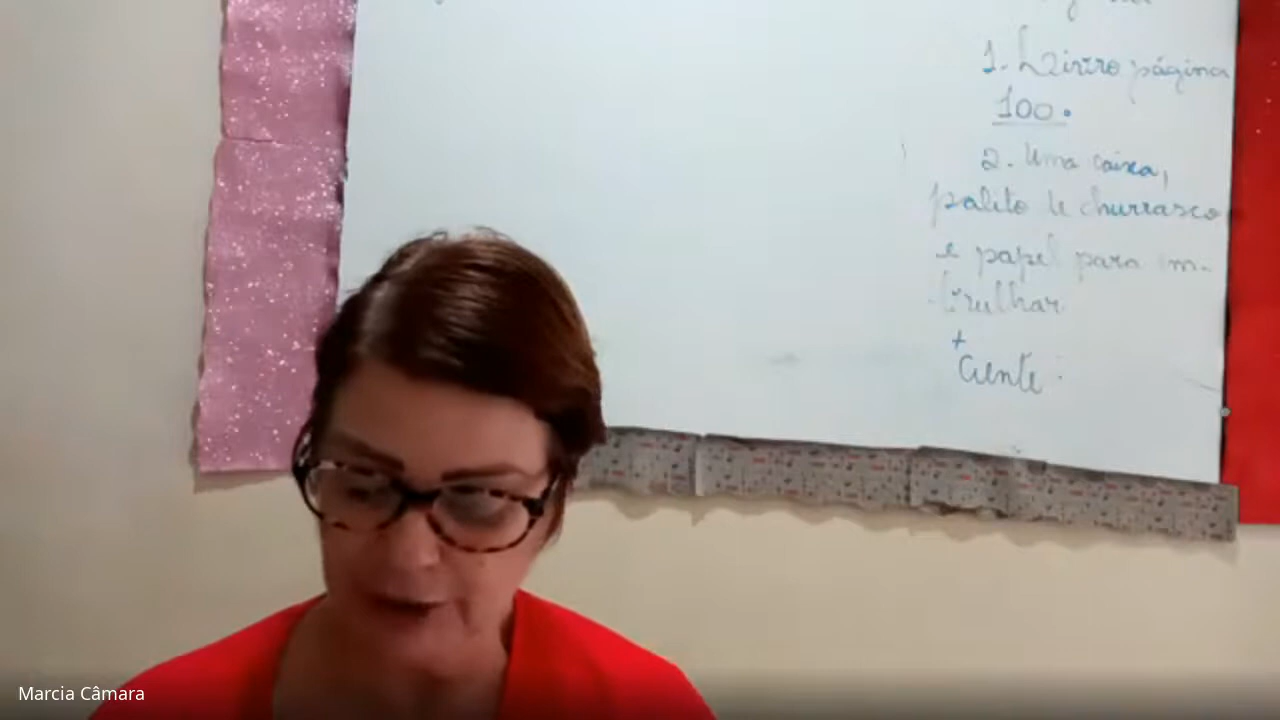 1. Livro página
100.
2. Uma caixa,
palito de churrasco
e papel para em-
brulhar
+
Cente
Marcia Câmara